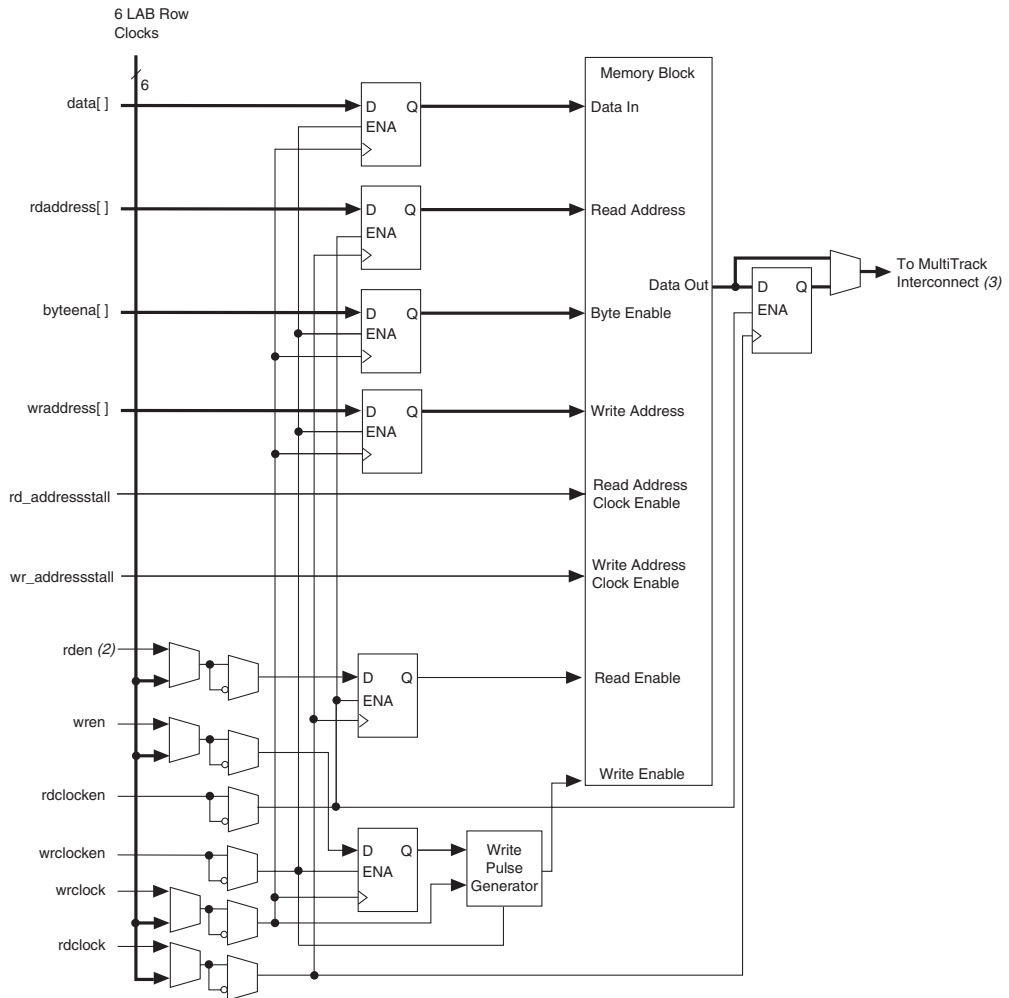 6 LAB Row
Clocks
6
data[ ]
D Q
ENA
Memory Block
Data In
rdaddress[ ]
D Q
ENA
Read Address
Data Out
D Q
ENA
To MultiTrack
Interconnect (3)
byteena[ ]
D Q
ENA
Byte Enable
wraddress[ ]
D Q
ENA
Write Address
rd_addressstall
Read Address
Clock Enable
wr_addressstall
Write Address
Clock Enable
rden (2)
D Q
ENA
Read Enable
wren
Write Enable
rdclocken
wrclocken
D Q
ENA
Write
Pulse
Generator
wrclock
rdclock